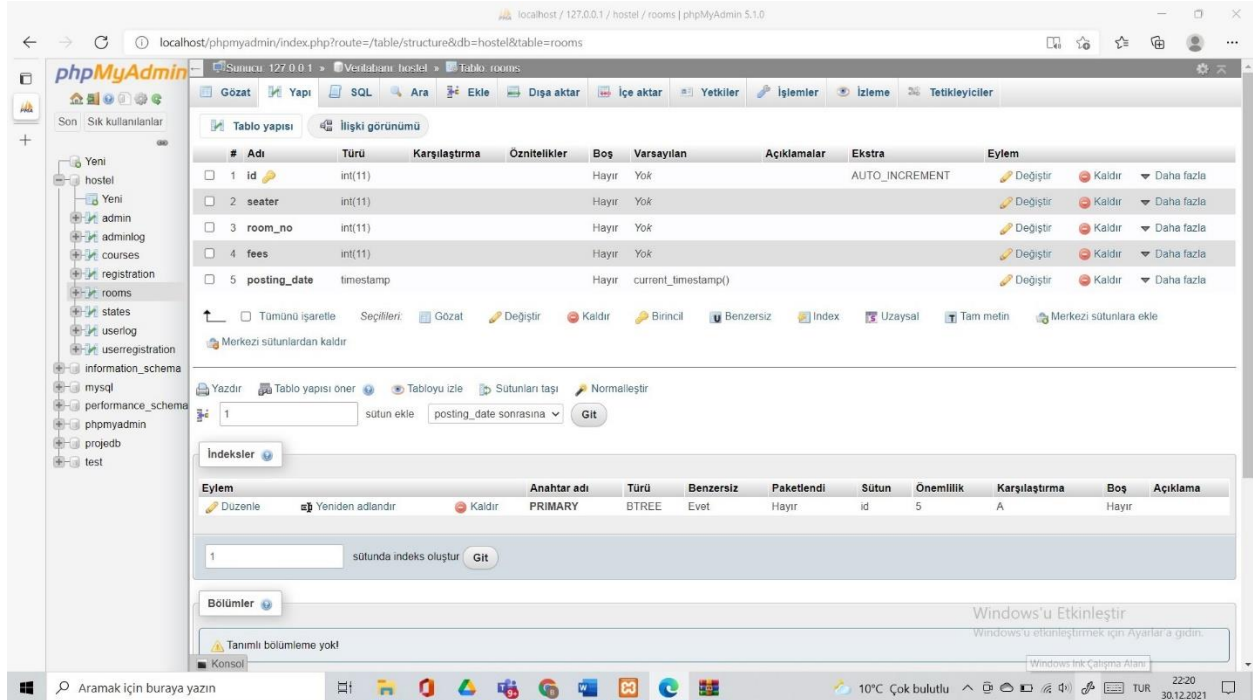 localhost / 127.0.0.1 / hostel / rooms | phpMyAdmin 5.1.0
localhost/phpmyadmin/index.php?route=/table/structure&db=hostel&table=rooms
phpMyAdmin
Son Sık kullanılanlar
Yeni
hostel
Yeni
admin
adminlog
courses
registration
rooms
states
userlog
userregistration
information_schema
mysql
performance_schema
phpmyadmin
projedb
test
Sunucu: 127.0.0.1 » Veritabanı: hostel » Tablo: rooms
Gözat Yapı SQL Ara Ekle Dışa aktar İçe aktar Yetkiler İşlemler İzleme Tetikleyiciler
Tablo yapısı İlişki görünümü
# Adı Türü Karşılaştırma Öznitelikler Boş Varsayılan Açıklamalar Ekstra Eylem
1 id int(11) Hayır Yok AUTO_INCREMENT Değiştir Kaldır Daha fazla
2 seater int(11) Hayır Yok Değiştir Kaldır Daha fazla
3 room_no int(11) Hayır Yok Değiştir Kaldır Daha fazla
4 fees int(11) Hayır Yok Değiştir Kaldır Daha fazla
5 posting_date timestamp Hayır current_timestamp() Değiştir Kaldır Daha fazla
Tümünü işaretle Seçilileri: Gözat Değiştir Kaldır Birincil Benzersiz Index Uzaysal Tam metin Merkezi sütunlara ekle
Merkezi sütunlardan kaldır
Yazdır Tablo yapısı öner Tabloyu izle Sütunları taşı Normalleştir
1 sütun ekle posting_date sonrasına Git
İndeksler
Eylem Anahtar adı Türü Benzersiz Paketlendi Sütun Önemlilik Karşılaştırma Boş Açıklama
Düzenle Yeniden adlandır Kaldır PRIMARY BTREE Evet Hayır id 5 A Hayır
1 sütunda indeks oluştur Git
Bölümler
Tanımlı bölümleme yok!
Konsol
Windows'u Etkinleştir
Windows'u etkinleştirmek için Ayarlar'a gidin.
Windows Ink Çalışma Alanı
Aramak için buraya yazın
10°C Çok bulutlu
TUR
22:20
30.12.2021